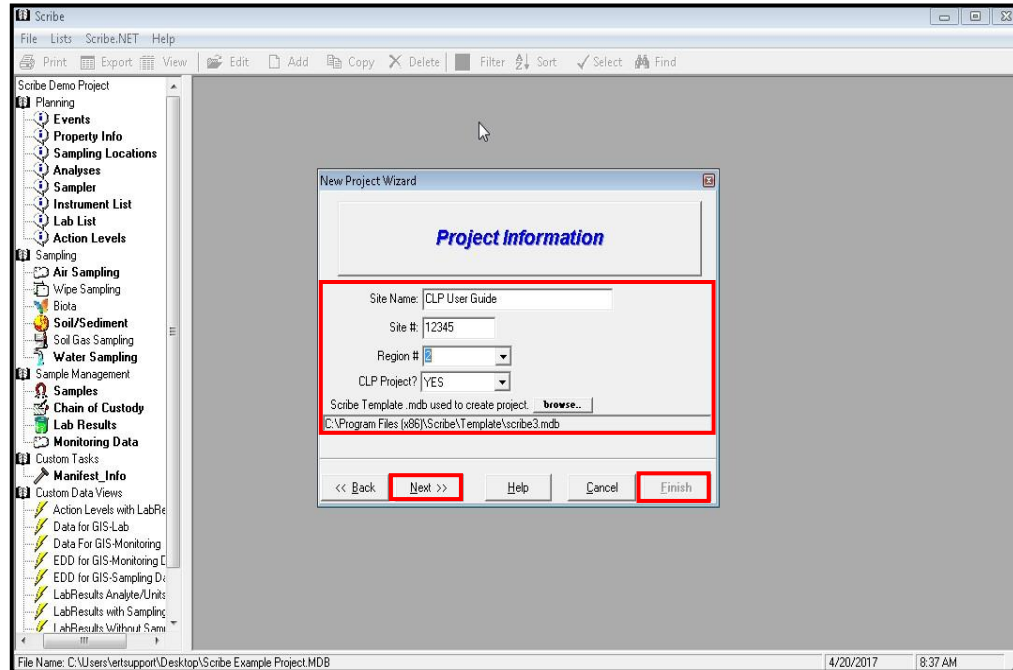 Scribe
File Lists Scribe.NET Help
Print Export View Edit Add Copy Delete Filter Sort Select Find
Scribe Demo Project
Planning
Events
Property Info
Sampling Locations
Analyses
Sampler
Instrument List
Lab List
Action Levels
Sampling
Air Sampling
Wipe Sampling
Biota
Soil/Sediment
Soil Gas Sampling
Water Sampling
Sample Management
Samples
Chain of Custody
Lab Results
Monitoring Data
Custom Tasks
Manifest_Info
Custom Data Views
Action Levels with LabRe
Data for GIS-Lab
Data For GIS-Monitoring
EDD for GIS-Monitoring D
EDD for GIS-Sampling Da
LabResults Analyte/Units
LabResults with Sampling
LabResults Without Sam
New Project Wizard
Project Information
Site Name: CLP User Guide
Site #: 12345
Region # 2
CLP Project? YES
Scribe Template .mdb used to create project. browse..
C:\Program Files (x86)\Scribe\Template\scribe3.mdb
<< Back Next >> Help Cancel Finish
File Name: C:\Users\ertsupport\Desktop\Scribe Example Project.MDB 4/20/2017 8:37 AM